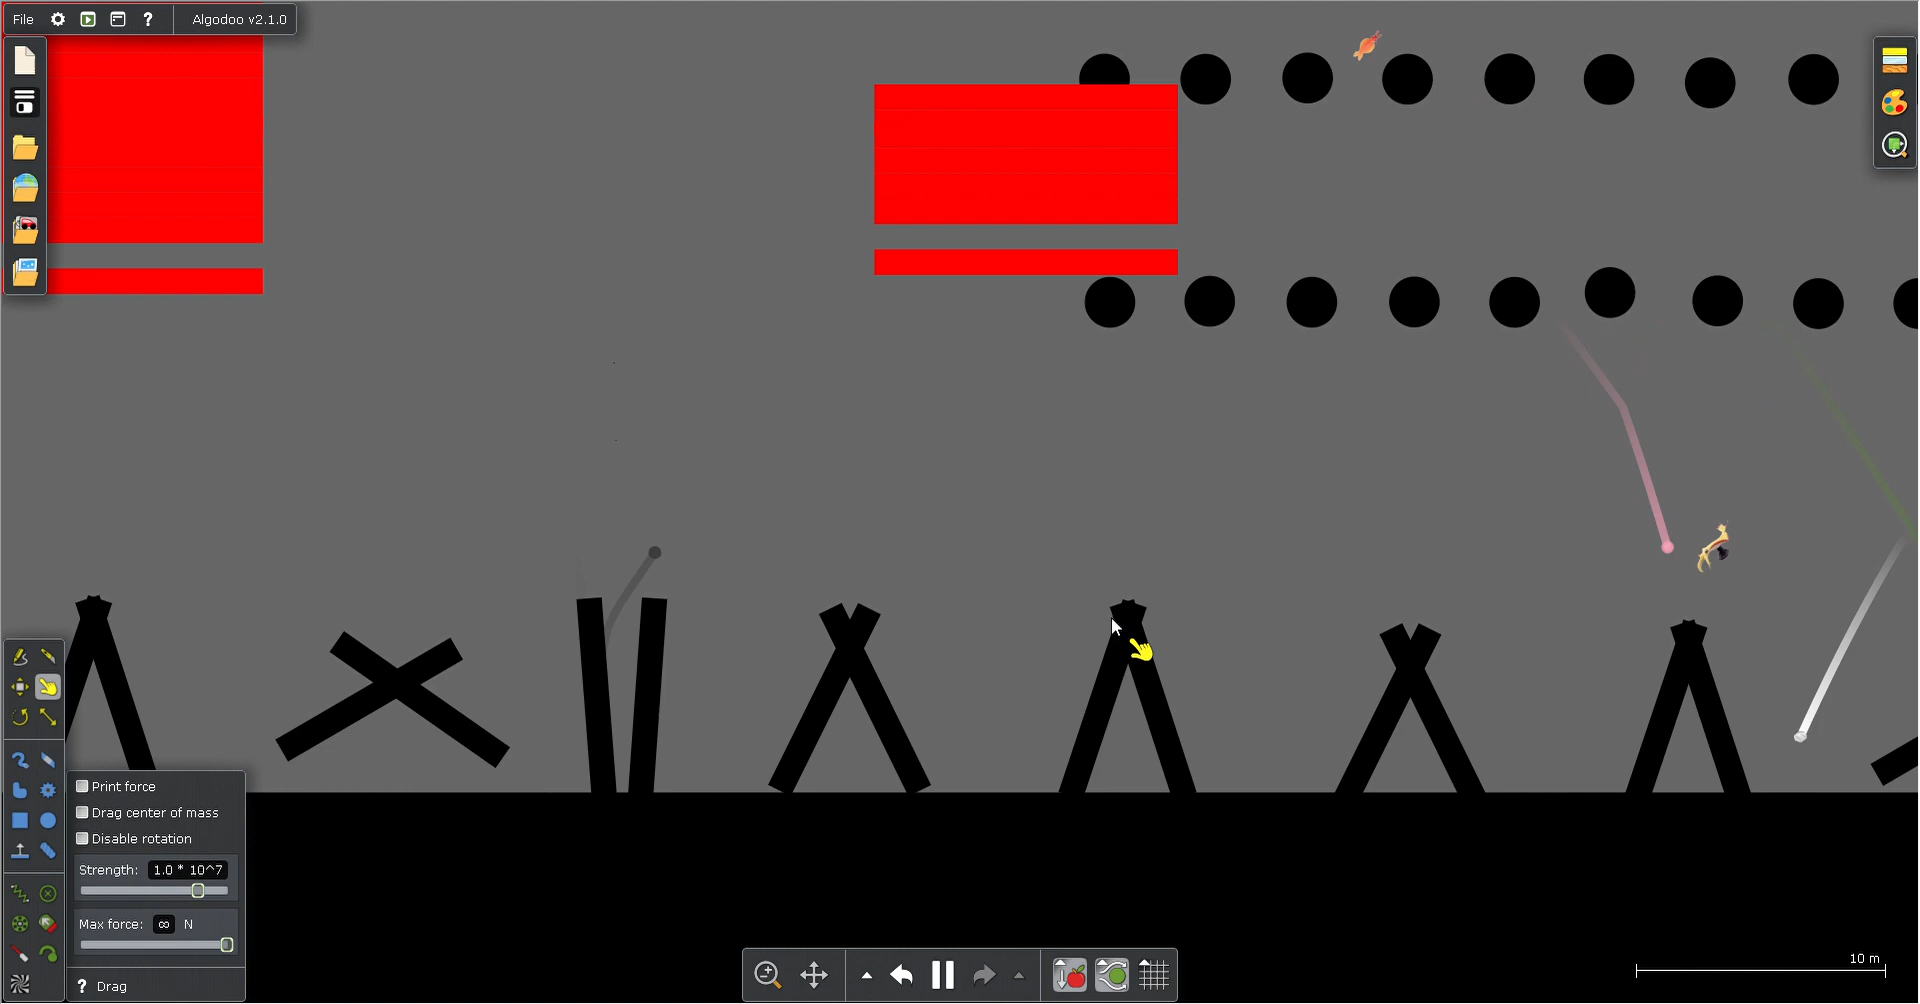 File ? Algodoo v2.1.0
Print force
Drag center of mass
Disable rotation
Strength: 1.0 * 10^7
Max force: ∞ N
? Drag
10 m